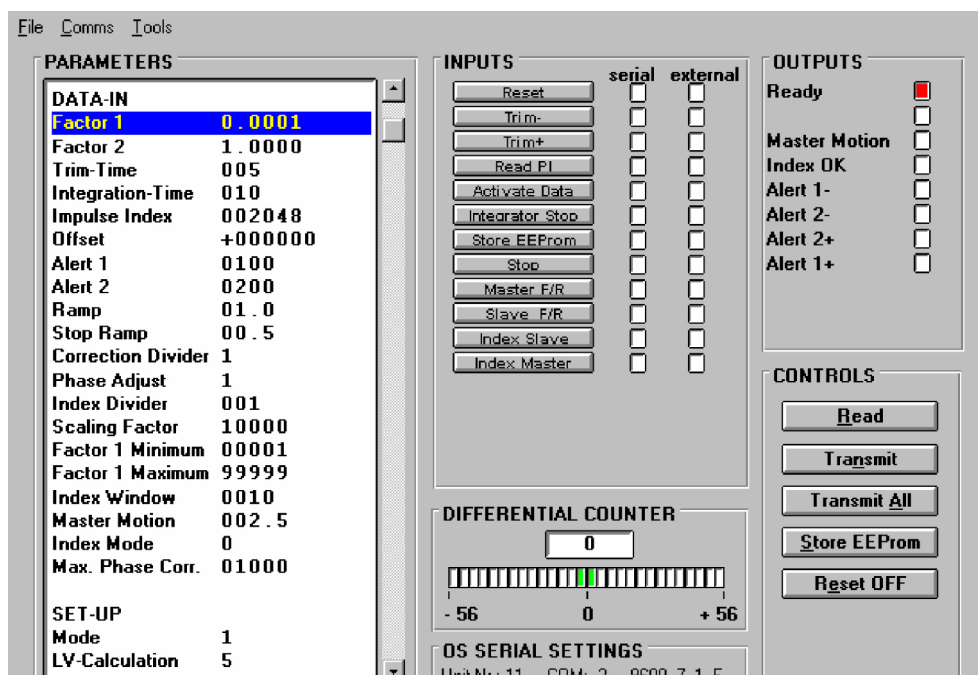 File Comms Tools
PARAMETERS
DATA-IN
Factor 1 0.0001
Factor 2 1.0000
Trim-Time 005
Integration-Time 010
Impulse Index 002048
Offset +000000
Alert 1 0100
Alert 2 0200
Ramp 01.0
Stop Ramp 00.5
Correction Divider 1
Phase Adjust 1
Index Divider 001
Scaling Factor 10000
Factor 1 Minimum 00001
Factor 1 Maximum 99999
Index Window 0010
Master Motion 002.5
Index Mode 0
Max. Phase Corr. 01000
SET-UP
Mode 1
LV-Calculation 5
INPUTS
serial external
Reset
Trim-
Trim+
Read PI
Activate Data
Integrator Stop
Store EEProm
Stop
Master F/R
Slave F/R
Index Slave
Index Master
DIFFERENTIAL COUNTER
0
- 56 0 + 56
OS SERIAL SETTINGS
OUTPUTS
Ready
Master Motion
Index OK
Alert 1-
Alert 2-
Alert 2+
Alert 1+
CONTROLS
Read
Transmit
Transmit All
Store EEProm
Reset OFF